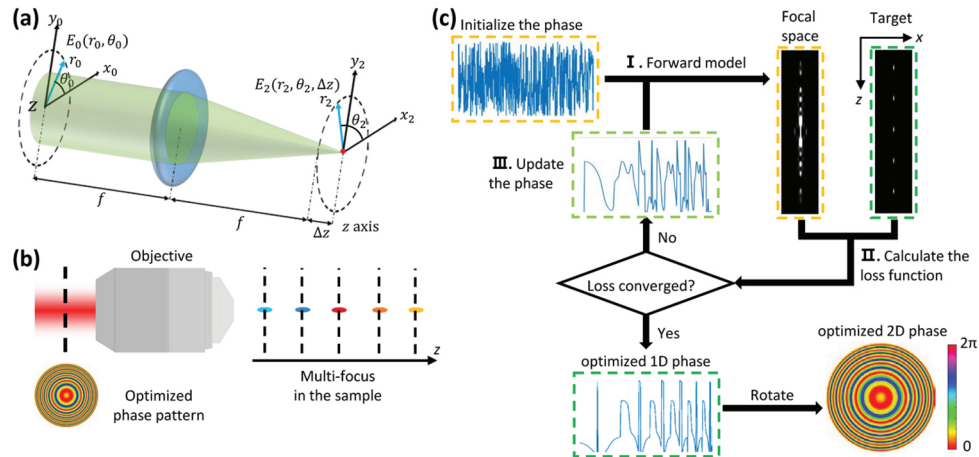 (a)
y₀
E₀(r₀, θ₀)
r₀
θ₀
x₀
Z
y₂
E₂(r₂, θ₂, Δz)
r₂
θ₂
x₂
f
f
Δz
z axis
(b)
Objective
Optimized
phase pattern
z
Multi-focus
in the sample
(c)
Initialize the phase
I. Forward model
Focal
space
Target
x
z
III. Update
the phase
II. Calculate the
loss function
No
Loss converged?
Yes
optimized 1D phase
Rotate
optimized 2D phase
2π
0